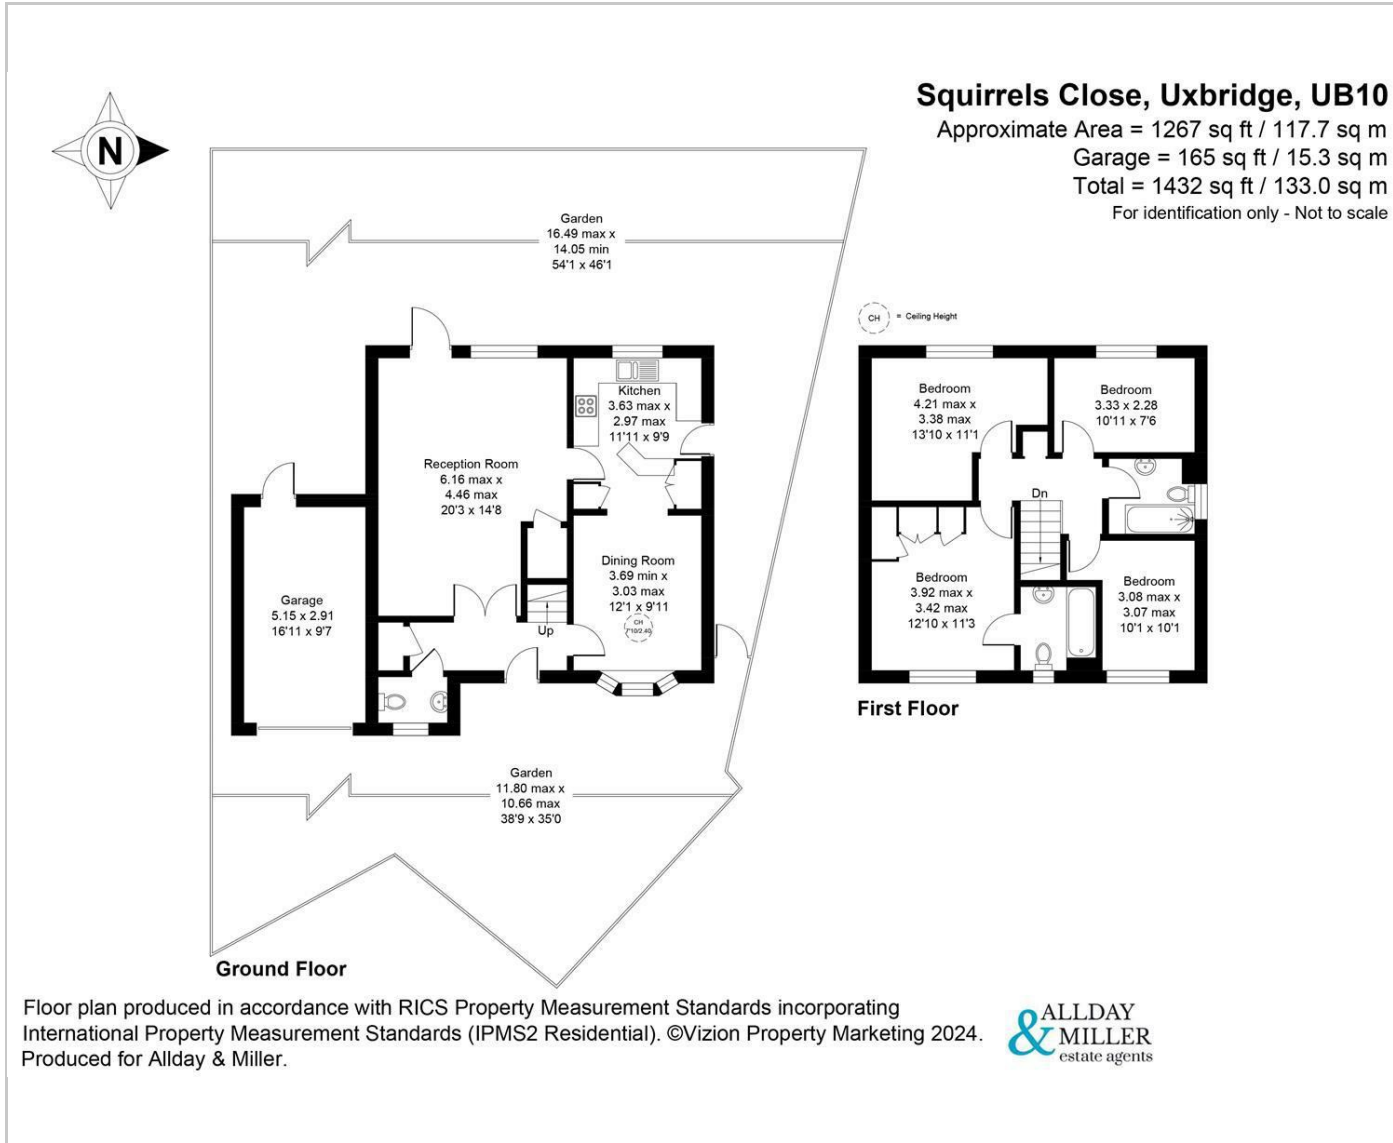 Squirrels Close, Uxbridge, UB10
Approximate Area = 1267 sq ft / 117.7 sq m
Garage = 165 sq ft / 15.3 sq m
Total = 1432 sq ft / 133.0 sq m
For identification only - Not to scale
N
Garden
16.49 max x
14.05 min
54'1 x 46'1
CH = Ceiling Height
Kitchen
3.63 max x
2.97 max
11'11 x 9'9
Reception Room
6.16 max x
4.46 max
20'3 x 14'8
Dining Room
3.69 min x
3.03 max
12'1 x 9'11
CH
7'10/2.40
Garage
5.15 x 2.91
16'11 x 9'7
Up
Garden
11.80 max x
10.66 max
38'9 x 35'0
Ground Floor
Bedroom
4.21 max x
3.38 max
13'10 x 11'1
Bedroom
3.33 x 2.28
10'11 x 7'6
Dn
Bedroom
3.92 max x
3.42 max
12'10 x 11'3
Bedroom
3.08 max x
3.07 max
10'1 x 10'1
First Floor
Floor plan produced in accordance with RICS Property Measurement Standards incorporating
International Property Measurement Standards (IPMS2 Residential). ©Vizion Property Marketing 2024.
Produced for Allday & Miller.
ALLDAY
& MILLER
estate agents